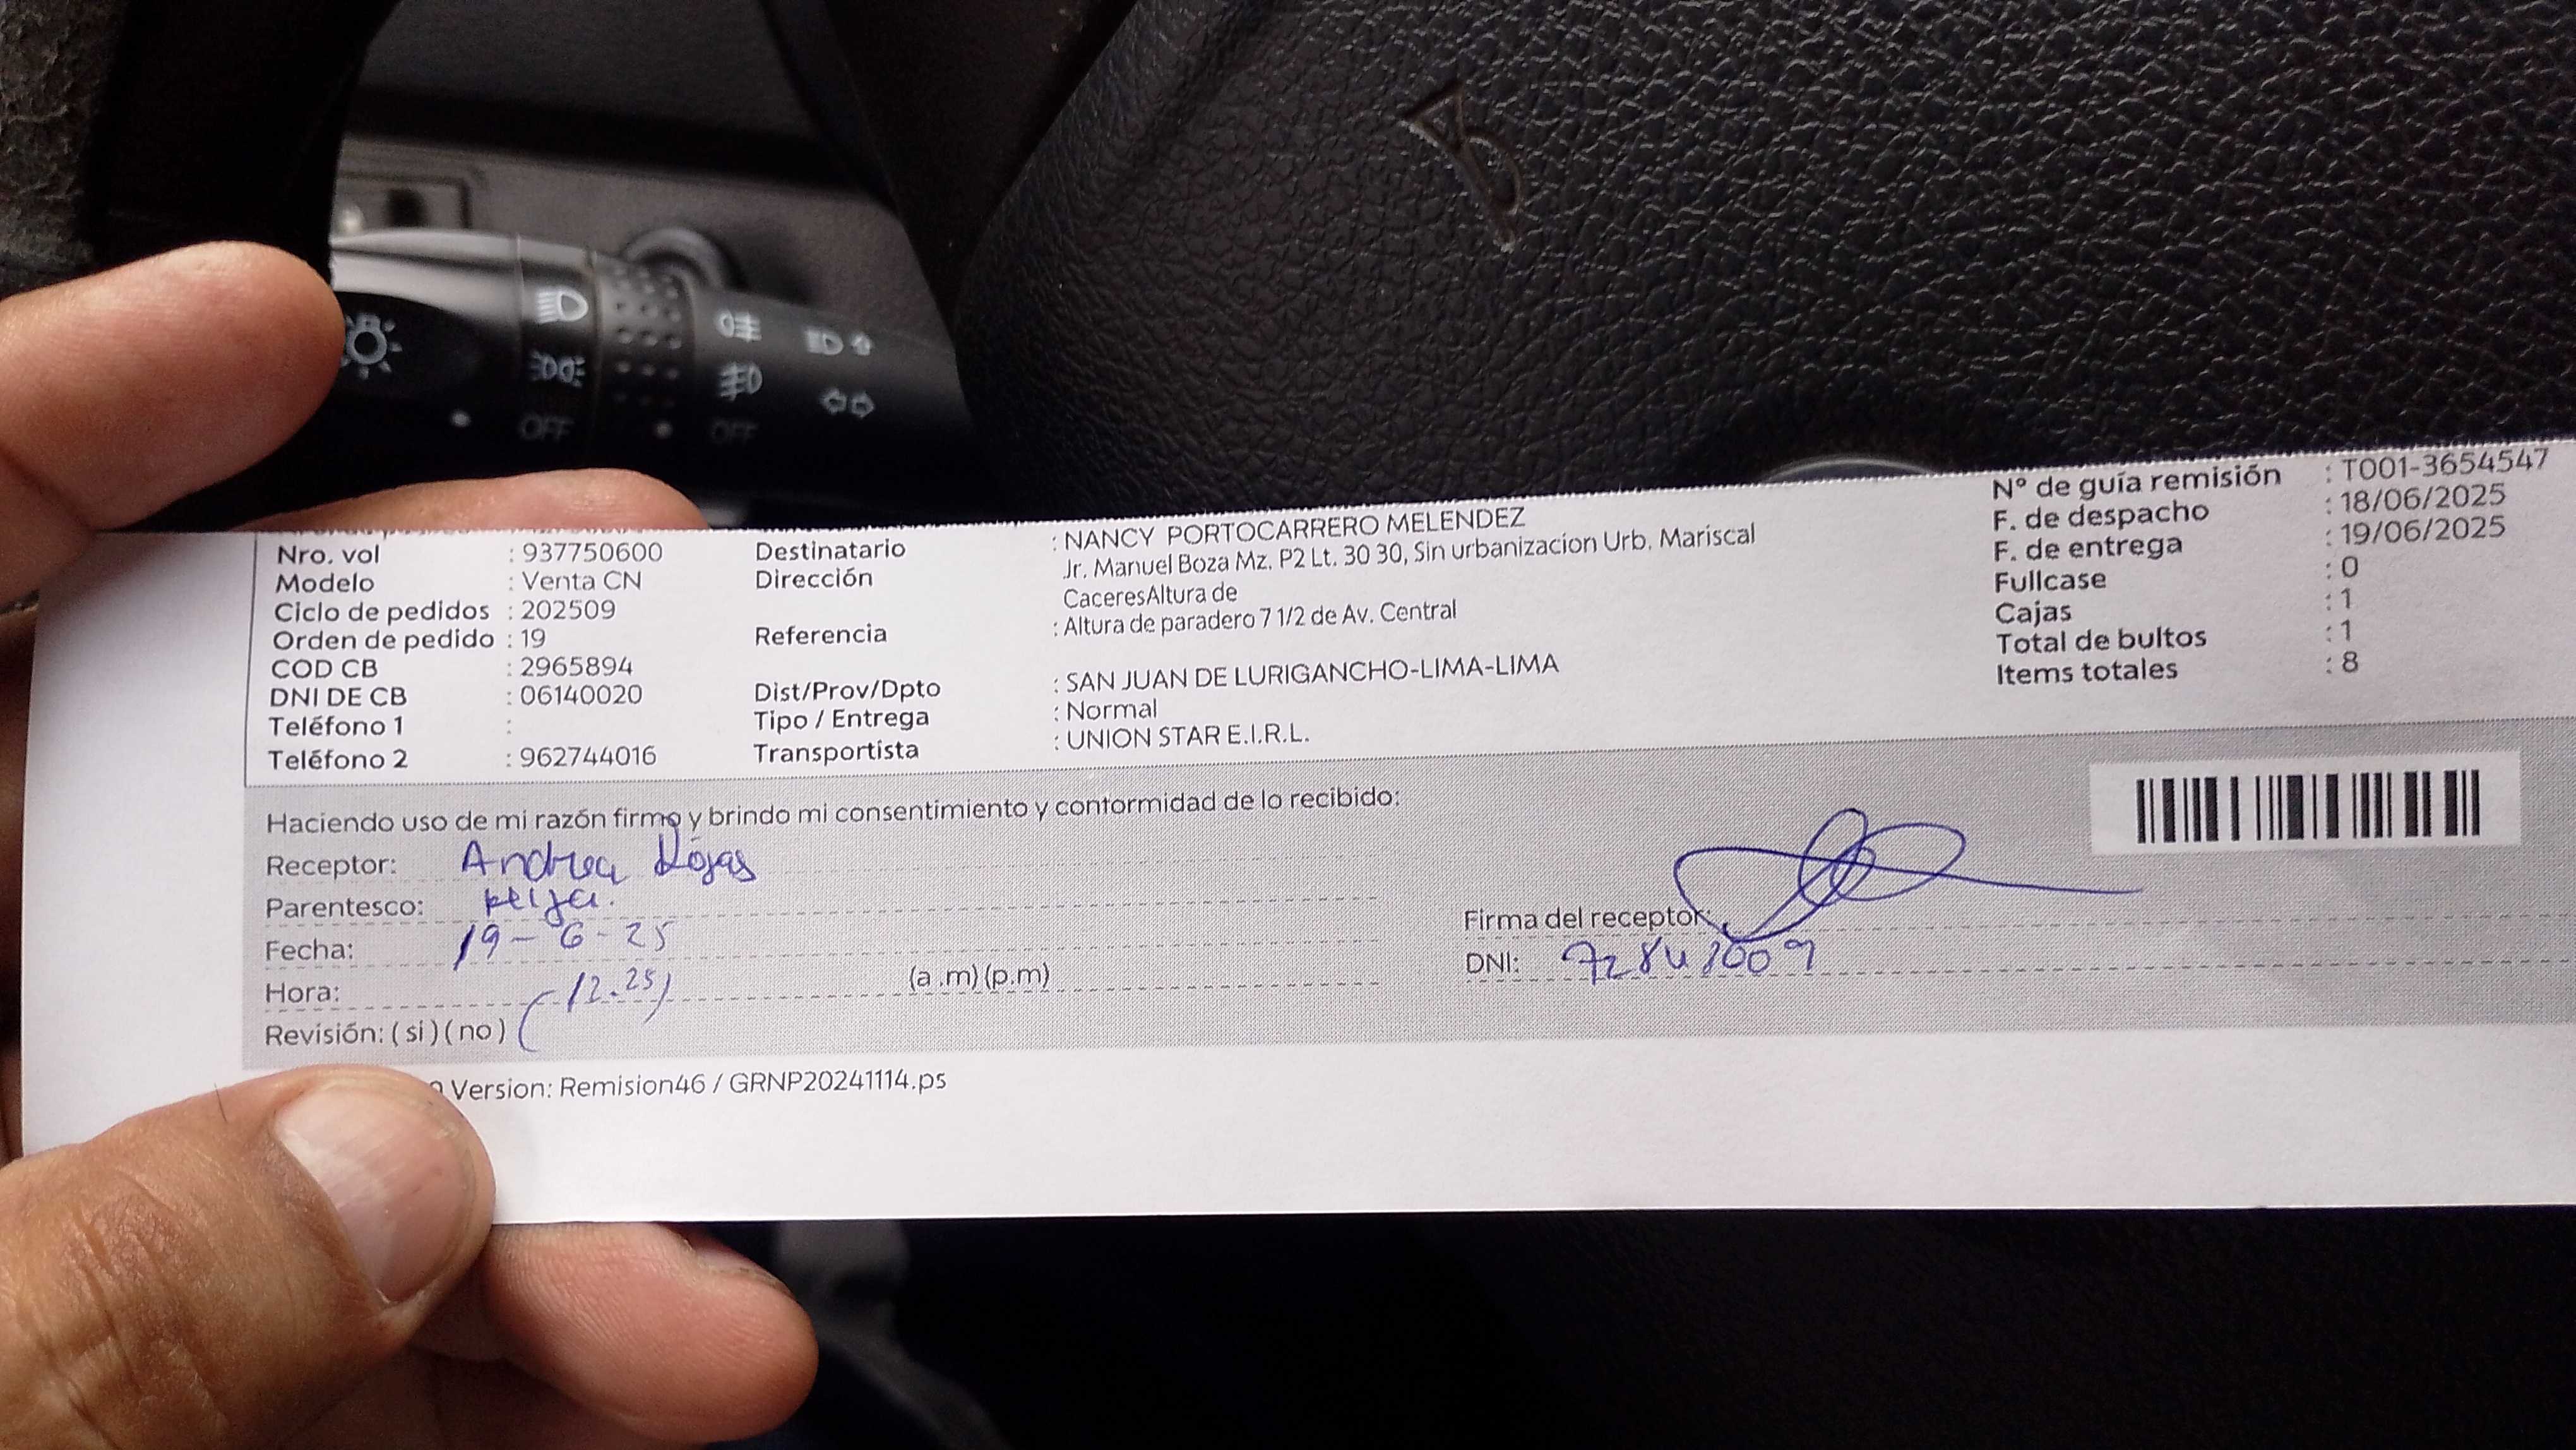 OFF OFF
Nro. vol : 937750600
Modelo : Venta CN
Ciclo de pedidos : 202509
Orden de pedido : 19
COD CB : 2965894
DNI DE CB : 06140020
Teléfono 1 :
Teléfono 2 : 962744016
Destinatario : NANCY PORTOCARRERO MELENDEZ
Dirección Jr. Manuel Boza Mz. P2 Lt. 30 30, Sin urbanizacion Urb. Mariscal
CaceresAltura de
Referencia : Altura de paradero 7 1/2 de Av. Central
Dist/Prov/Dpto : SAN JUAN DE LURIGANCHO-LIMA-LIMA
Tipo / Entrega : Normal
Transportista : UNION STAR E.I.R.L.
N° de guía remisión : T001-3654547
F. de despacho : 18/06/2025
F. de entrega : 19/06/2025
Fullcase : 0
Cajas : 1
Total de bultos : 1
Items totales : 8
Haciendo uso de mi razón firmo y brindo mi consentimiento y conformidad de lo recibido:
Receptor: Andrea Rojas
Parentesco:
Fecha: 19-6-25
Hora: (12.25) (a .m) (p.m)
Revisión: ( si ) ( no )
Firma del receptor:
DNI:
Version: Remision46 / GRNP20241114.ps